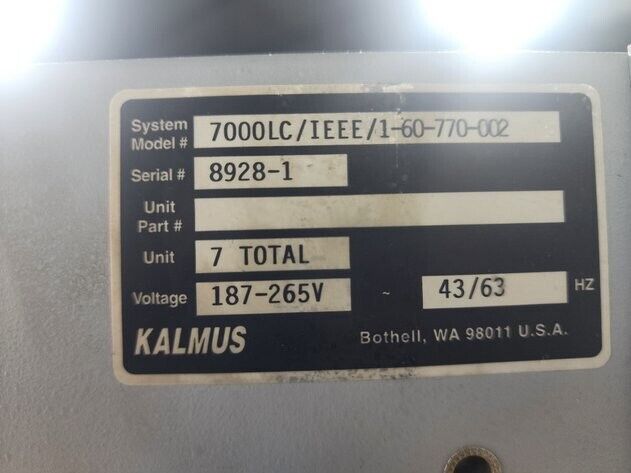 System Model # 7000LC/IEEE/1-60-770-002
Serial # 8928-1
Unit Part #
Unit 7 TOTAL
Voltage 187-265V ~ 43/63 HZ
KALMUS Bothell, WA 98011 U.S.A.